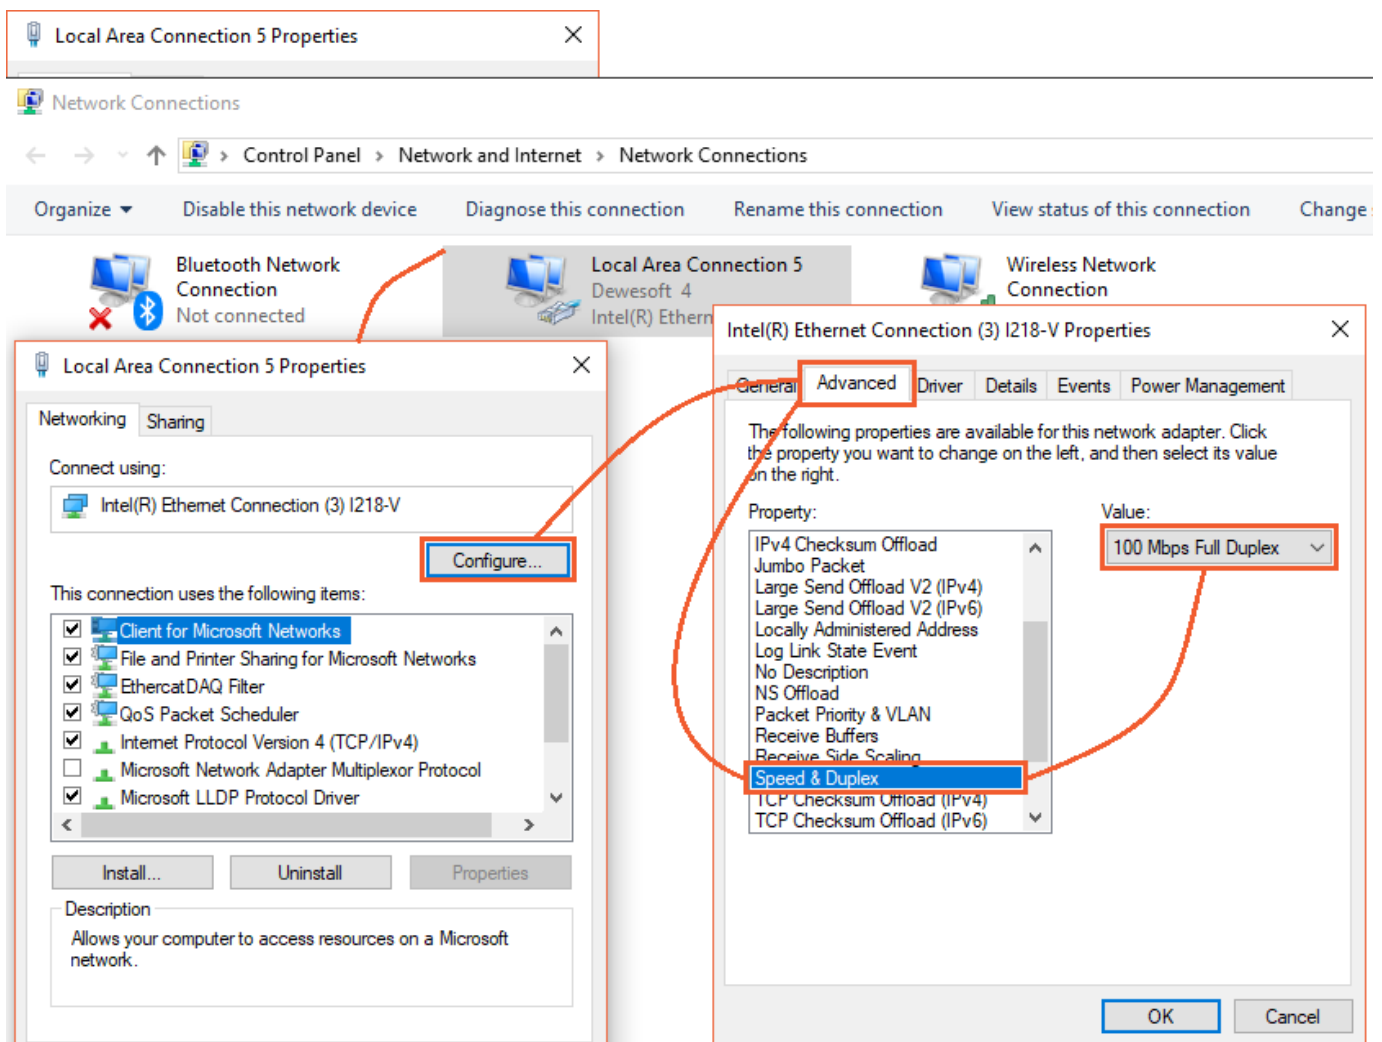 Local Area Connection 5 Properties
Network Connections
Control Panel > Network and Internet > Network Connections
Organize Disable this network device Diagnose this connection Rename this connection View status of this connection Change
Bluetooth Network
Connection
Not connected
Local Area Connection 5
Dewesoft 4
Intel(R) Ethern
Wireless Network
Connection
Local Area Connection 5 Properties
Networking Sharing
Connect using:
Intel(R) Ethernet Connection (3) I218-V
Configure...
This connection uses the following items:
Client for Microsoft Networks
File and Printer Sharing for Microsoft Networks
EthercatDAQ Filter
QoS Packet Scheduler
Internet Protocol Version 4 (TCP/IPv4)
Microsoft Network Adapter Multiplexor Protocol
Microsoft LLDP Protocol Driver
Install... Uninstall Properties
Description
Allows your computer to access resources on a Microsoft
network.
Intel(R) Ethernet Connection (3) I218-V Properties
General Advanced Driver Details Events Power Management
The following properties are available for this network adapter. Click
the property you want to change on the left, and then select its value
on the right.
Property:
Value:
IPv4 Checksum Offload
Jumbo Packet
Large Send Offload V2 (IPv4)
Large Send Offload V2 (IPv6)
Locally Administered Address
Log Link State Event
No Description
NS Offload
Packet Priority & VLAN
Receive Buffers
Receive Side Scaling
Speed & Duplex
TCP Checksum Offload (IPv4)
TCP Checksum Offload (IPv6)
100 Mbps Full Duplex
OK Cancel